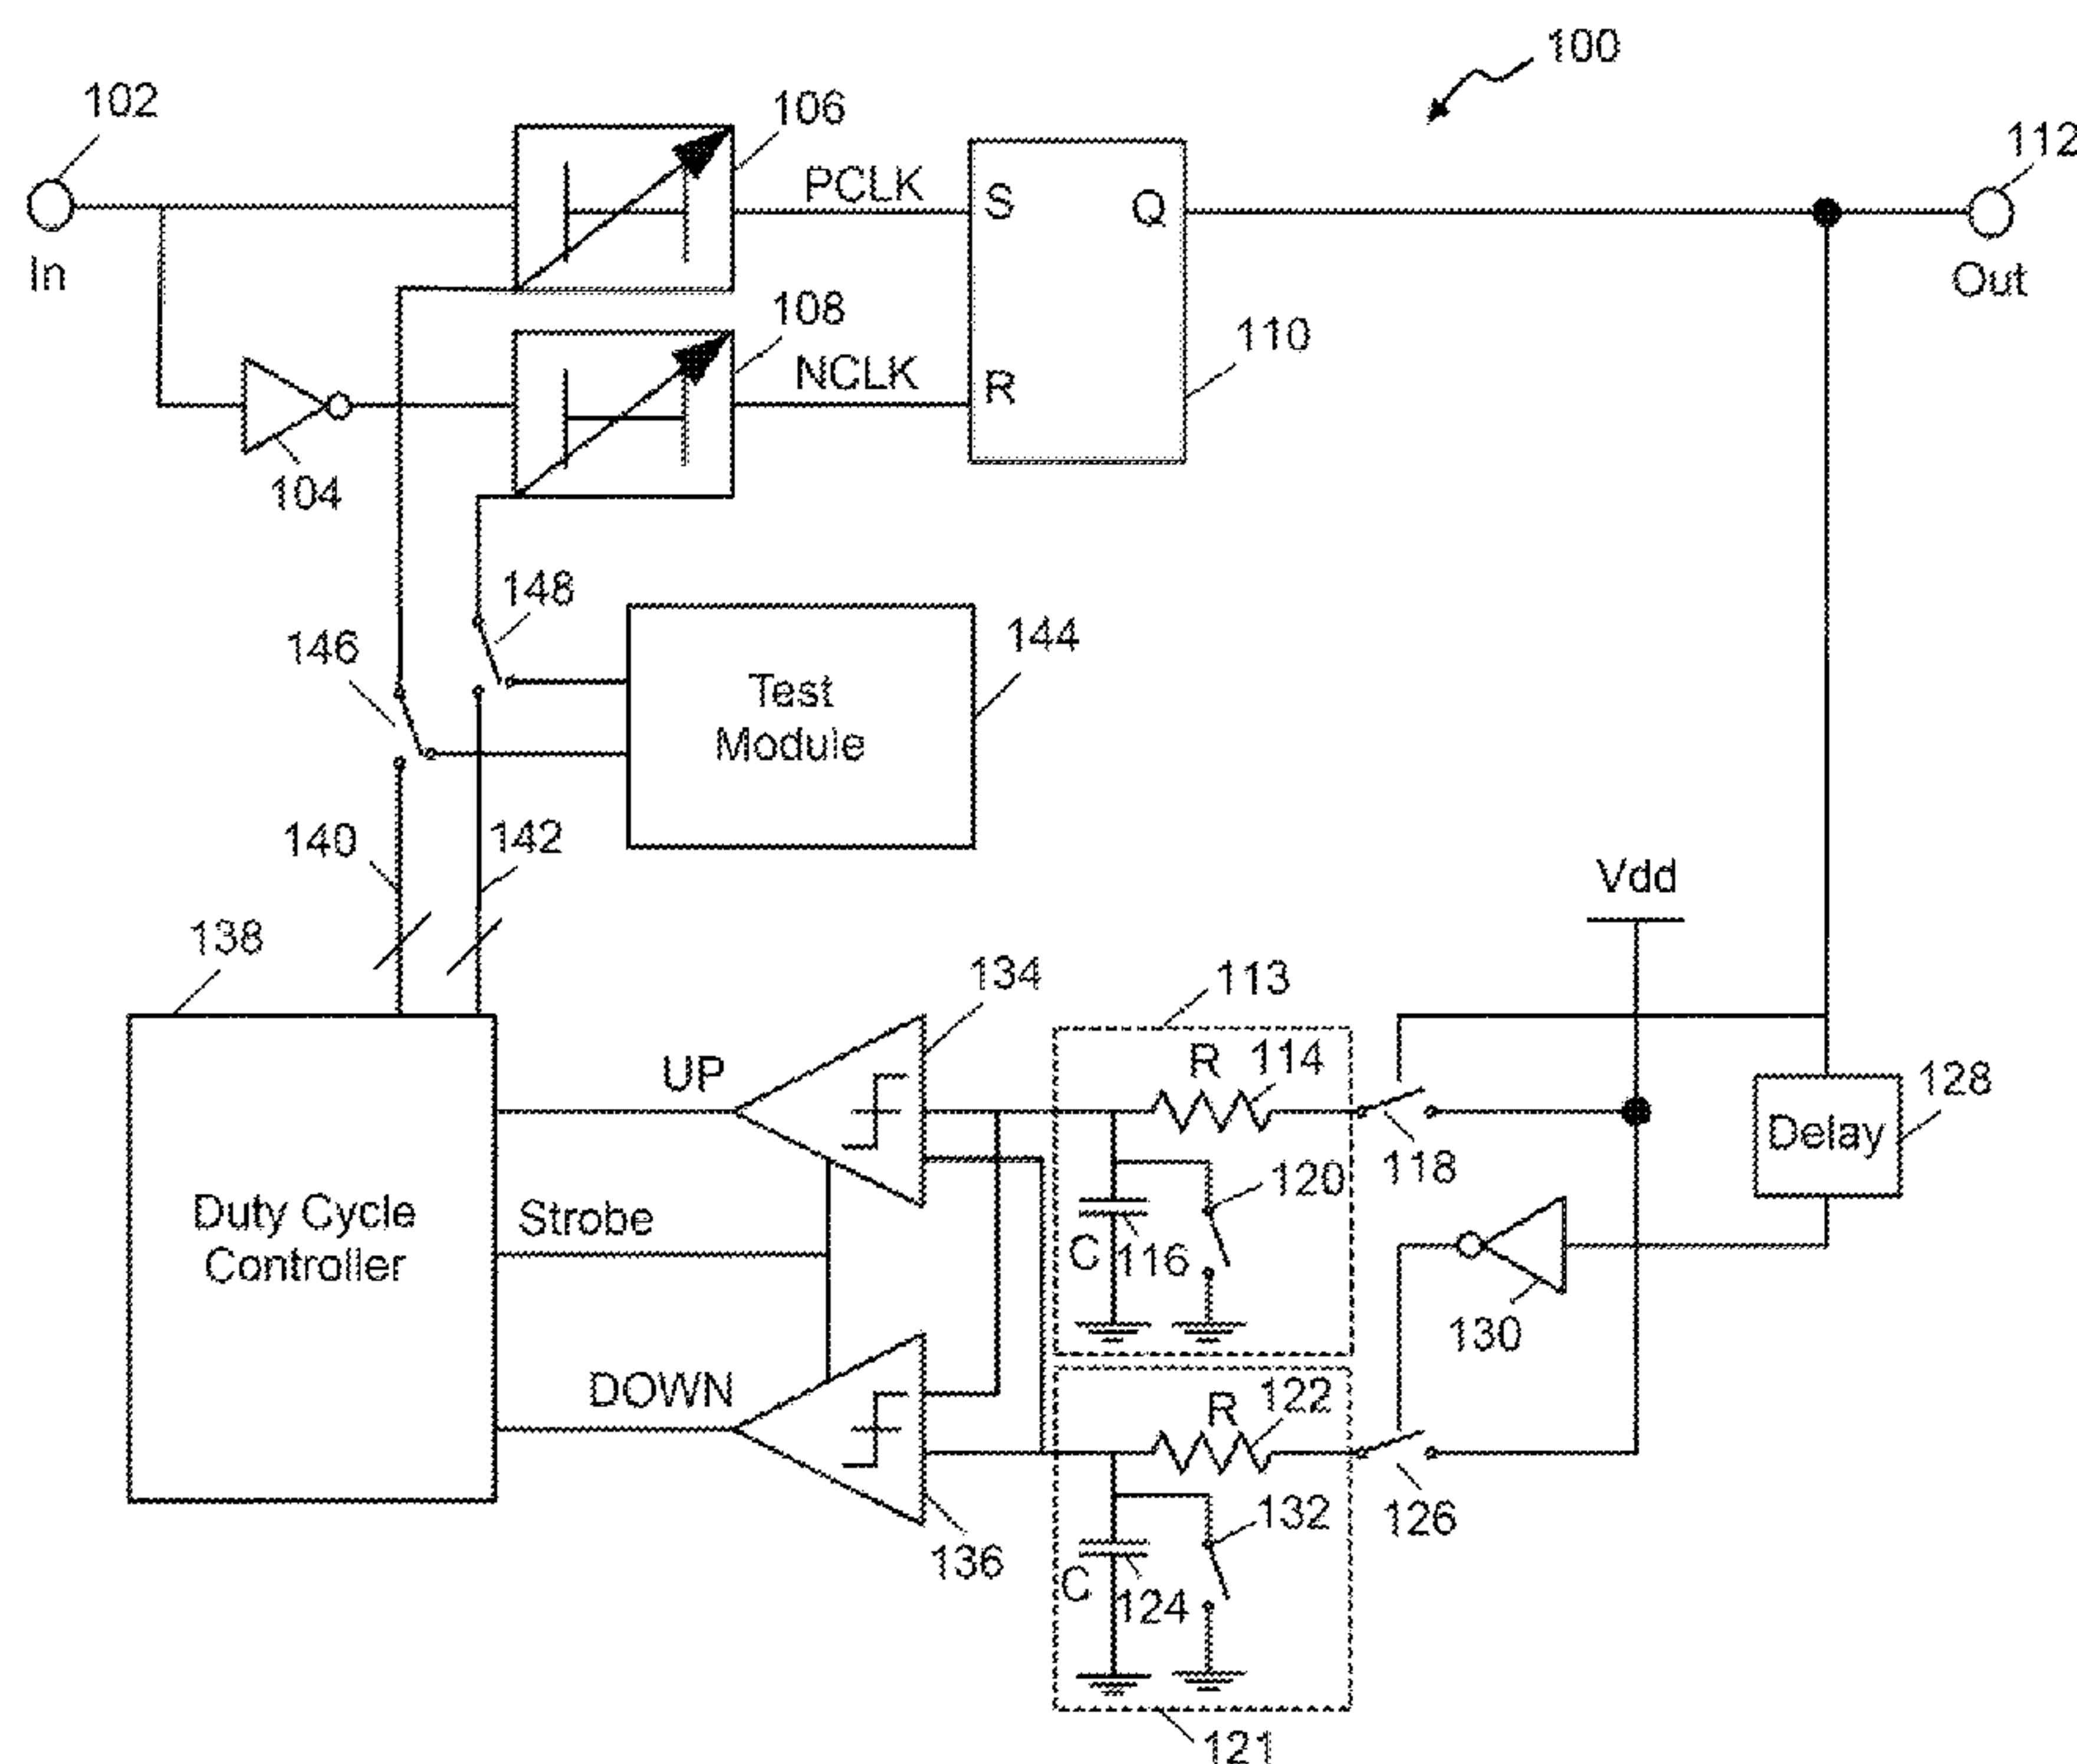 100
102
106
112
PCLK
S
Q
In
Out
108
110
NCLK
R
104
148
146
144
Test
Module
140
142
Vdd
138
134
113
UP
R
114
128
Delay
118
120
Duty Cycle
Controller
Strobe
C
116
130
DOWN
R
122
126
132
136
C
124
121